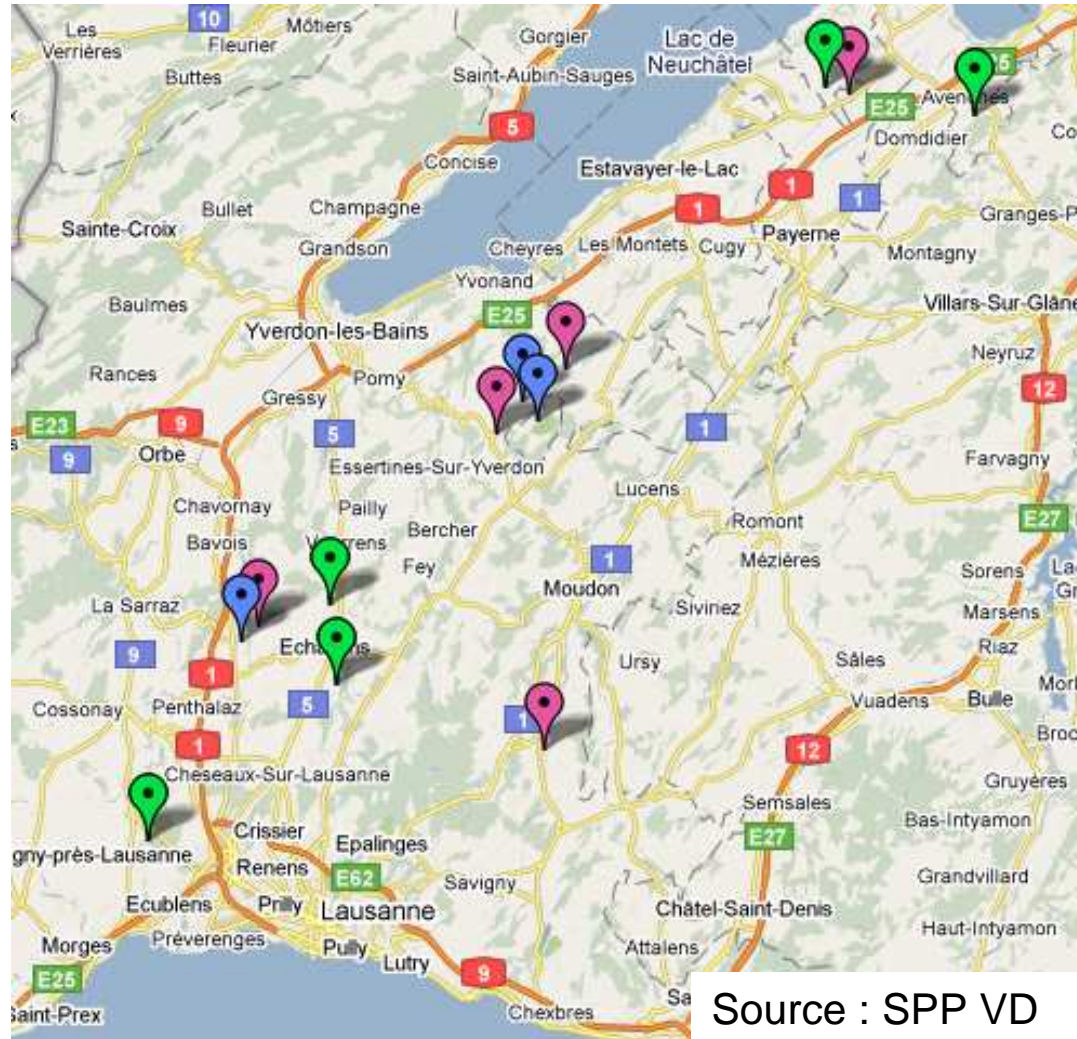 10
Môtiers
Les
Verrières
Fleurier
Buttes
Gorgier
Saint-Aubin-Sauges
Lac de
Neuchâtel
E25
Avenches
Domdidier
5
Concise
Estavayer-le-Lac
1
1
1
Bullet
Champagne
Sainte-Croix
Grandson
Cheyres
Les Montets
Cugy
Payerne
Granges-P
Montagny
Yvonand
Baulmes
E25
Villars-Sur-Glâne
Yverdon-les-Bains
Neyruz
Rances
Pomy
Gressy
12
E23
9
9
Orbe
5
1
Essertines-Sur-Yverdon
Farvagny
Lucens
Chavornay
Pailly
Bercher
Romont
E27
Bavois
Fey
1
Mézières
Moudon
Sorens
La Sarraz
Sivinez
Marsens
Riaz
9
1
Ursy
Sâles
Cossonay
Penthalaz
5
1
Vuadens
Bulle
1
12
Cheseaux-Sur-Lausanne
Gruyères
Semsales
Bas-Intyamon
Crissier
Epalinges
E27
gny-près-Lausanne
Renens
E62
Savigny
Grandvillard
Ecublens
Prilly
Lausanne
Châtel-Saint-Denis
Haut-Intyamon
Morges
Préverenges
Pully
Lutry
Attalens
E25
9
Saint-Prex
Chexbres
Source : SPP VD